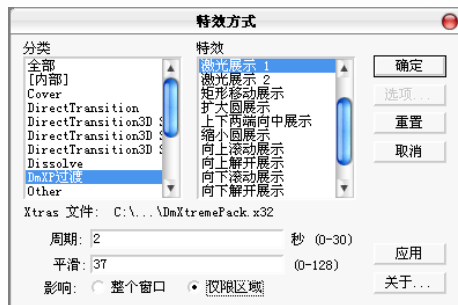 特效方式
分类
特效
全部
[内部]
Cover
DirectTransition
DirectTransition3D S
DirectTransition3D S
DirectTransition3D S
Dissolve
DmXP过渡
Other
激光展示 1
激光展示 2
矩形移动展示
扩大圆展示
上下两端向中展示
缩小圆展示
向上滚动展示
向上解开展示
向下滚动展示
向下解开展示
确定
选项...
重置
取消
Xtras 文件: C:\...\DmXtremePack.x32
周期: 2 秒 (0-30)
平滑: 37 (0-128)
影响: 整个窗口 仅限区域
应用
关于...